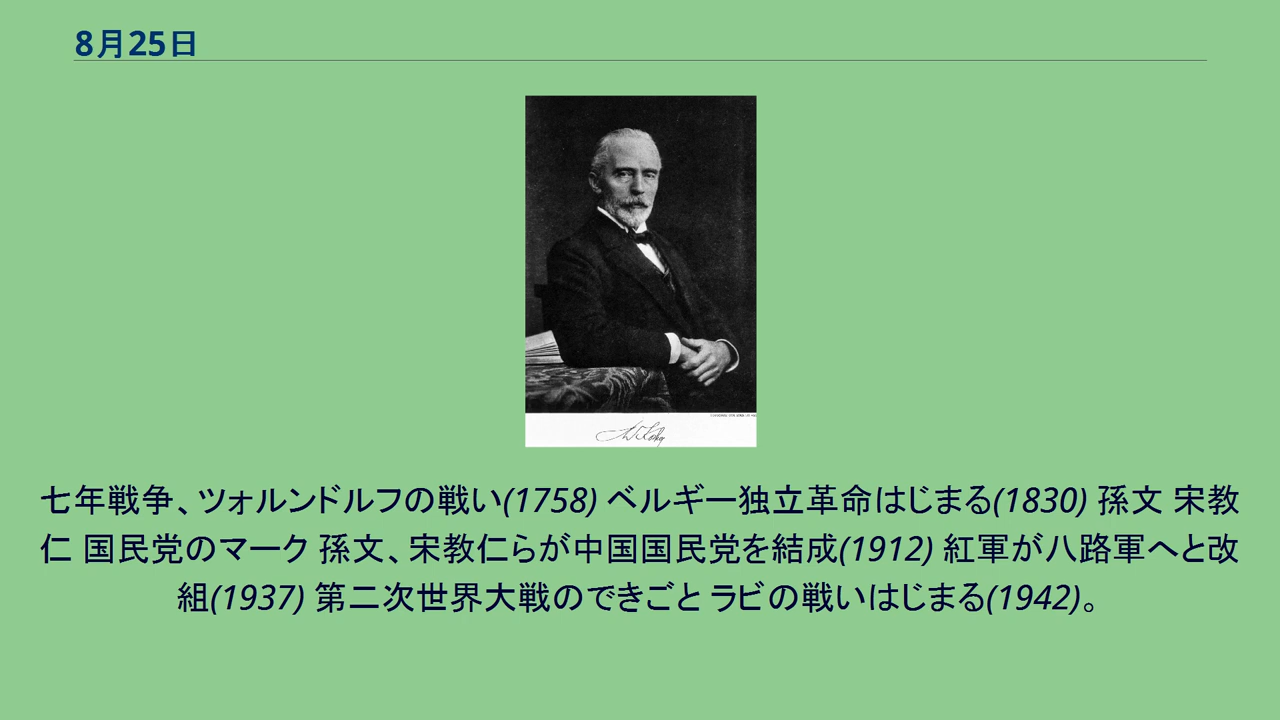 8月25日
七年戦争、ツォルンドルフの戦い(1758) ベルギー独立革命はじまる(1830) 孫文 宋教
仁 国民党のマーク 孫文、宋教仁らが中国国民党を結成(1912) 紅軍が八路軍へと改
組(1937) 第二次世界大戦のできごと ラビの戦いはじまる(1942)。